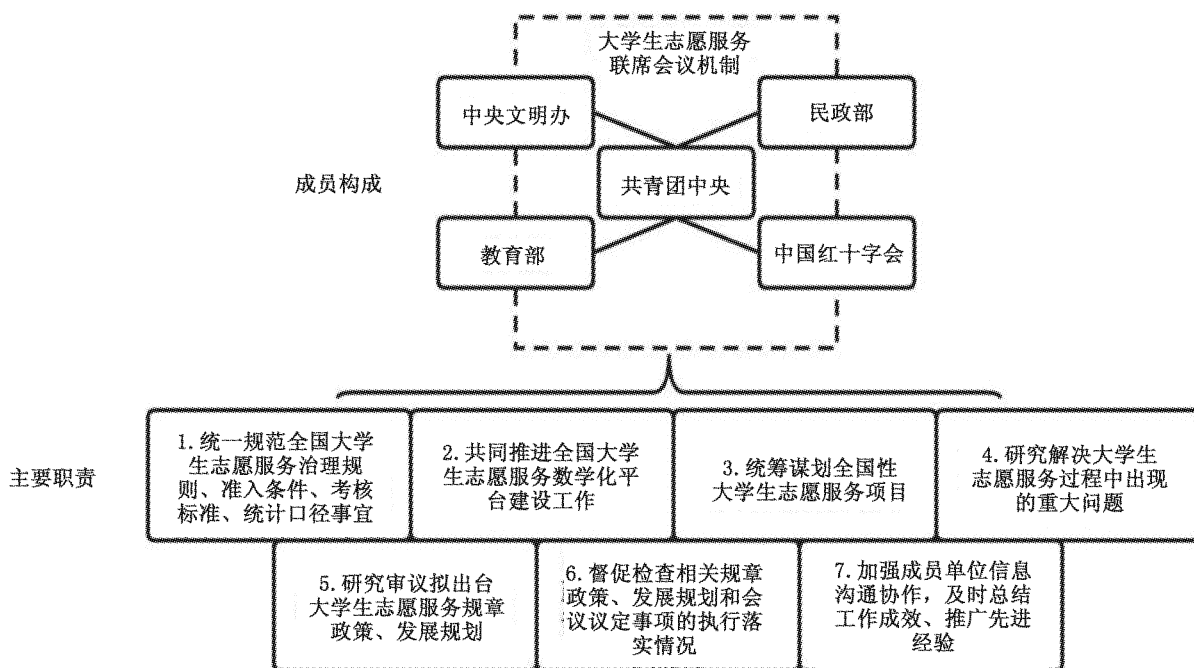 大学生志愿服务
联席会议机制
中央文明办
民政部
成员构成
共青团中央
教育部
中国红十字会
主要职责
1.统一规范全国大学
生志愿服务治理规
则、准入条件、考核
标准、统计口径事宜
2.共同推进全国大学
生志愿服务数学化平
台建设工作
3.统筹谋划全国性
大学生志愿服务项目
4.研究解决大学生
志愿服务过程中出现
的重大问题
5.研究审议拟出台
大学生志愿服务规章
政策、发展规划
6.督促检查相关规章
政策、发展规划和会
议议定事项的执行落
实情况
7.加强成员单位信息
沟通协作，及时总结
工作成效、推广先进
经验